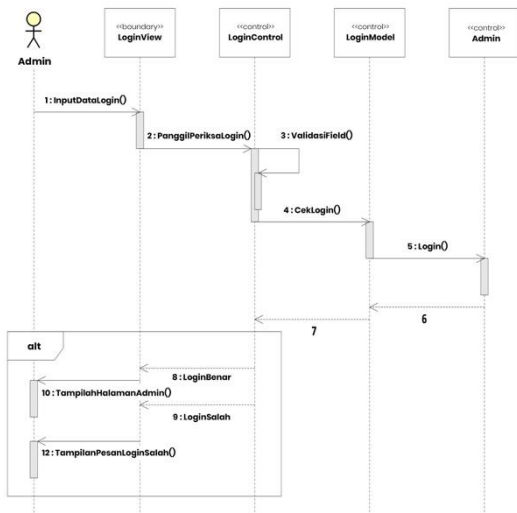 «boundary»
LoginView
«control»
LoginControl
«control»
LoginModel
«control»
Admin
Admin
1 : InputDataLogin()
2 : PanggilPeriksaLogin()
3 : ValidasiField()
4 : CekLogin()
5 : Login()
6
7
alt
8 : LoginBenar
10 : TampilahHalamanAdmin()
9 : LoginSalah
12 : TampilanPesanLoginSalah()